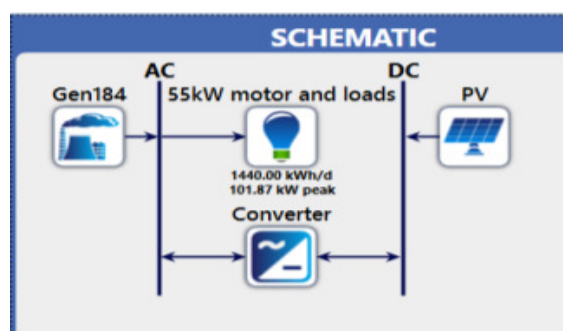 SCHEMATIC
AC
DC
Gen184
55kW motor and loads
PV
1440.00 kWh/d
101.87 kW peak
Converter